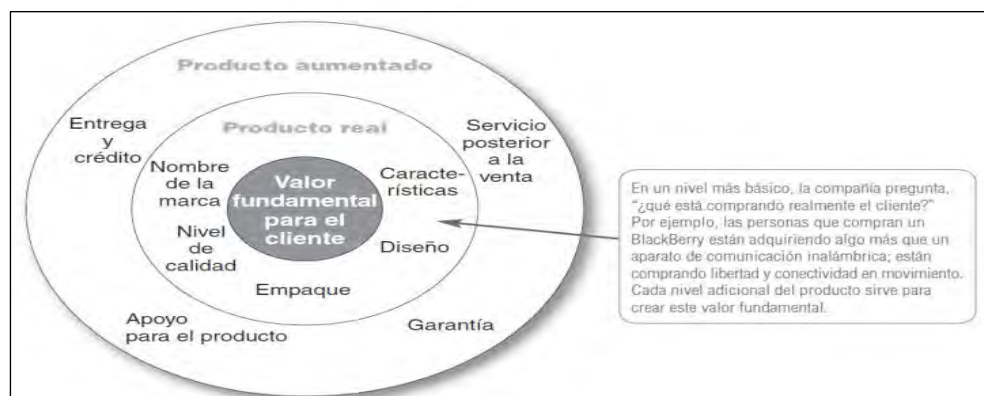 Producto aumentado
Producto real
Entrega
y
crédito
Nombre
de la
marca
Nivel
de
calidad
Valor
fundamental
para el
cliente
Caracte-
rísticas
Diseño
Empaque
Servicio
posterior
a la
venta
Apoyo
para el producto
Garantía
En un nivel más básico, la compañía pregunta,
“¿qué está comprando realmente el cliente?”
Por ejemplo, las personas que compran un
BlackBerry están adquiriendo algo más que un
aparato de comunicación inalámbrica; están
comprando libertad y conectividad en movimiento.
Cada nivel adicional del producto sirve para
crear este valor fundamental.